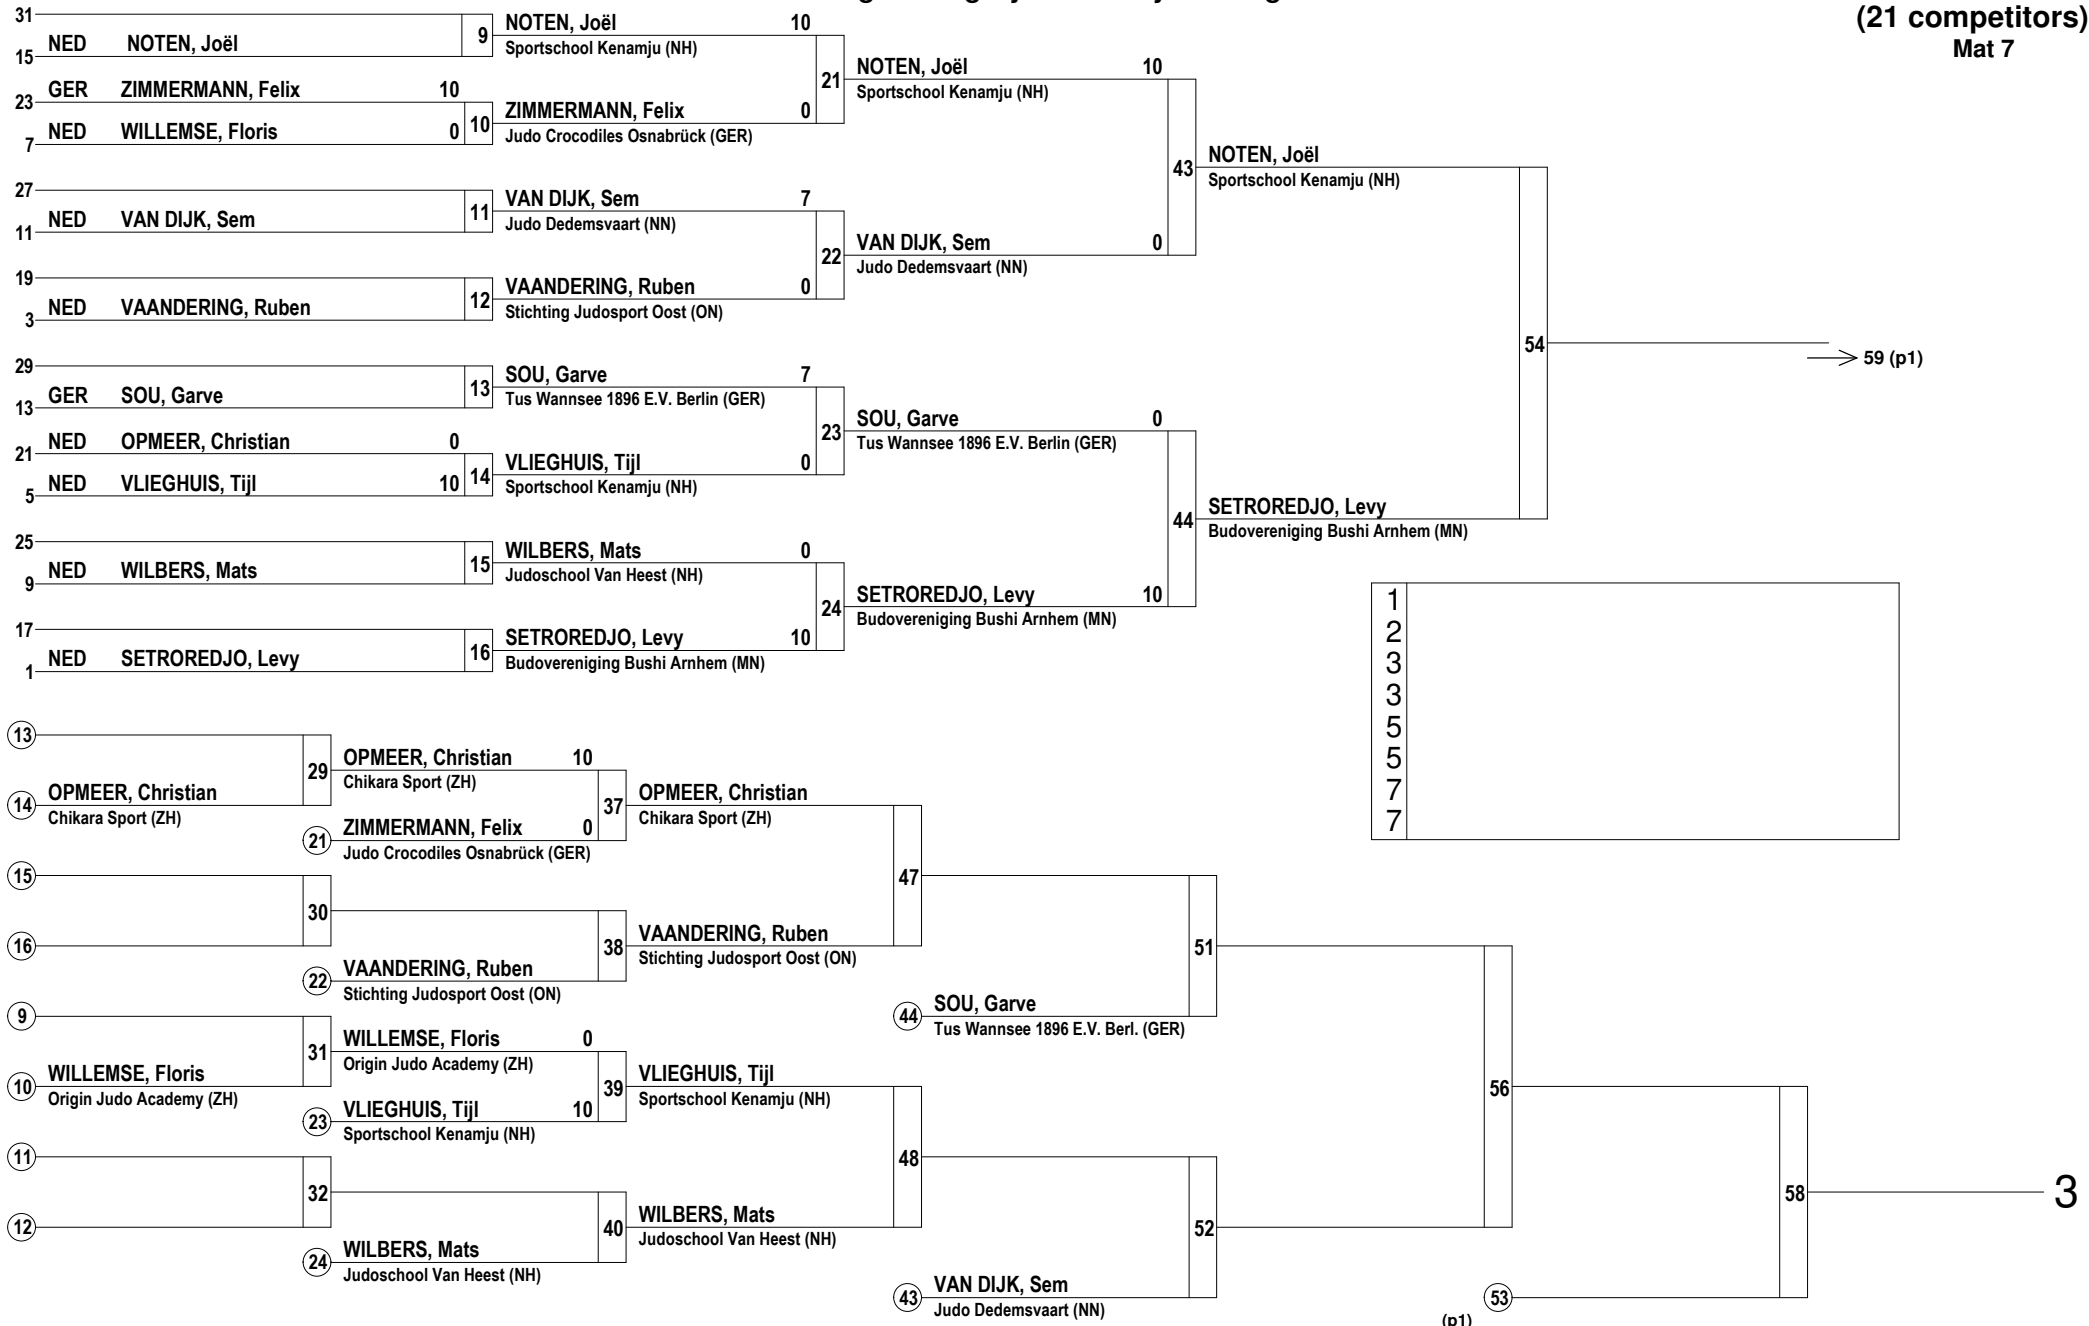 (21 competitors)
Mat 7
31
15 NED NOTEN, Joël
9
NOTEN, Joël 10
Sportschool Kenamju (NH)
GER ZIMMERMANN, Felix 10
23
NED WILLEMSE, Floris 0
7
10
ZIMMERMANN, Felix 0
Judo Crocodiles Osnabrück (GER)
21
NOTEN, Joël 10
Sportschool Kenamju (NH)
27
NED VAN DIJK, Sem
11
11
VAN DIJK, Sem 7
Judo Dedemsvaart (NN)
19
NED VAANDERING, Ruben
3
12
VAANDERING, Ruben 0
Stichting Judosport Oost (ON)
22
VAN DIJK, Sem 0
Judo Dedemsvaart (NN)
43
NOTEN, Joël
Sportschool Kenamju (NH)
29
GER SOU, Garve
13
13
SOU, Garve 7
Tus Wannsee 1896 E.V. Berlin (GER)
NED OPMEER, Christian 0
21
NED VLIEGHUIS, Tijl 10
5
14
VLIEGHUIS, Tijl 0
Sportschool Kenamju (NH)
23
SOU, Garve 0
Tus Wannsee 1896 E.V. Berlin (GER)
25
NED WILBERS, Mats
9
15
WILBERS, Mats 0
Judoschool Van Heest (NH)
17
NED SETROREDJO, Levy
1
16
SETROREDJO, Levy 10
Budovereniging Bushi Arnhem (MN)
24
SETROREDJO, Levy 10
Budovereniging Bushi Arnhem (MN)
44
SETROREDJO, Levy
Budovereniging Bushi Arnhem (MN)
54
59 (p1)
1
2
3
3
5
5
7
7
13
14 OPMEER, Christian
Chikara Sport (ZH)
29
OPMEER, Christian 10
Chikara Sport (ZH)
21 ZIMMERMANN, Felix 0
Judo Crocodiles Osnabrück (GER)
37
OPMEER, Christian
Chikara Sport (ZH)
15
16
30
22 VAANDERING, Ruben
Stichting Judosport Oost (ON)
38
VAANDERING, Ruben
Stichting Judosport Oost (ON)
47
44 SOU, Garve
Tus Wannsee 1896 E.V. Berl. (GER)
51
9
10 WILLEMSE, Floris
Origin Judo Academy (ZH)
31
WILLEMSE, Floris 0
Origin Judo Academy (ZH)
23 VLIEGHUIS, Tijl 10
Sportschool Kenamju (NH)
39
VLIEGHUIS, Tijl
Sportschool Kenamju (NH)
11
12
32
24 WILBERS, Mats
Judoschool Van Heest (NH)
40
WILBERS, Mats
Judoschool Van Heest (NH)
48
43 VAN DIJK, Sem
Judo Dedemsvaart (NN)
52
56
53
(p1)
58
3